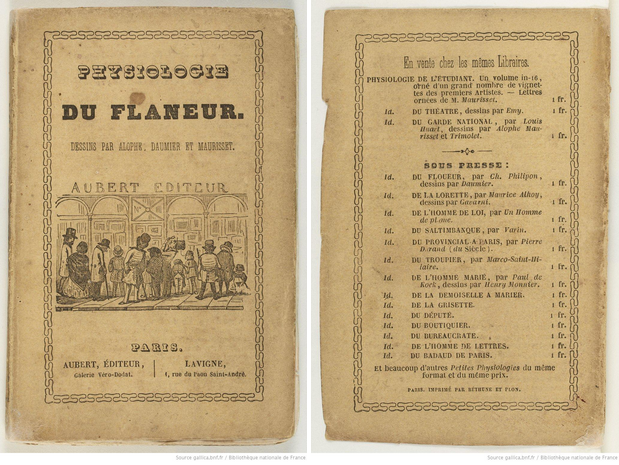 PHYSIOLOGIE
DU FLANEUR.
DESSINS PAR ALOPHE, DAUMIER ET MAURISSET.
AUBERT EDITEUR
PARIS.
AUBERT, ÉDITEUR,
Galerie Véro-Dodat.
LAVIGNE,
1, rue du Paon Saint-André.
Source gallica.bnf.fr / Bibliothèque nationale de France
En vente chez les mêmes Libraires.
PHYSIOLOGIE DE L'ÉTUDIANT. Un volume in-16,
orné d'un grand nombre de vignet-
tes des premiers Artistes. — Lettres
ornées de M. Maurisset. 1 fr.
Id. DU THÉATRE, dessins par Emy. 1 fr.
Id. DU GARDE NATIONAL, par Louis
Huart, dessins par Alophe Mau-
risset et Trimolet. 1 fr.
SOUS PRESSE :
Id. DU FLOUEUR, par Ch. Philipon,
dessins par Daumier. 1 fr.
Id. DE LA LORETTE, par Maurice Alhoy,
dessins par Gavarni. 1 fr.
Id. DE L'HOMME DE LOI, par Un Homme
de plume. 1 fr.
Id. DU SALTIMBANQUE, par Varin. 1 fr.
Id. DU PROVINCIAL A PARIS, par Pierre
Durand (du Siècle). 1 fr.
Id. DU TROUPIER, par Marco-Saint-Hi-
laire. 1 fr.
Id. DE L'HOMME MARIÉ, par Paul de
Kock, dessins par Henry Monnier. 1 fr.
Id. DE LA DEMOISELLE A MARIER. 1 fr.
Id. DE LA GRISETTE. 1 fr.
Id. DU DÉPUTÉ. 1 fr.
Id. DU BOUTIQUIER. 1 fr.
Id. DU BUREAUCRATE. 1 fr.
Id. DE L'HOMME DE LETTRES. 1 fr.
Id. DU BADAUD DE PARIS. 1 fr.
Et beaucoup d'autres Petites Physiologies du même
format et du même prix.
PARIS. IMPRIMÉ PAR BÉTHUNE ET PLON.
Source gallica.bnf.fr / Bibliothèque nationale de France